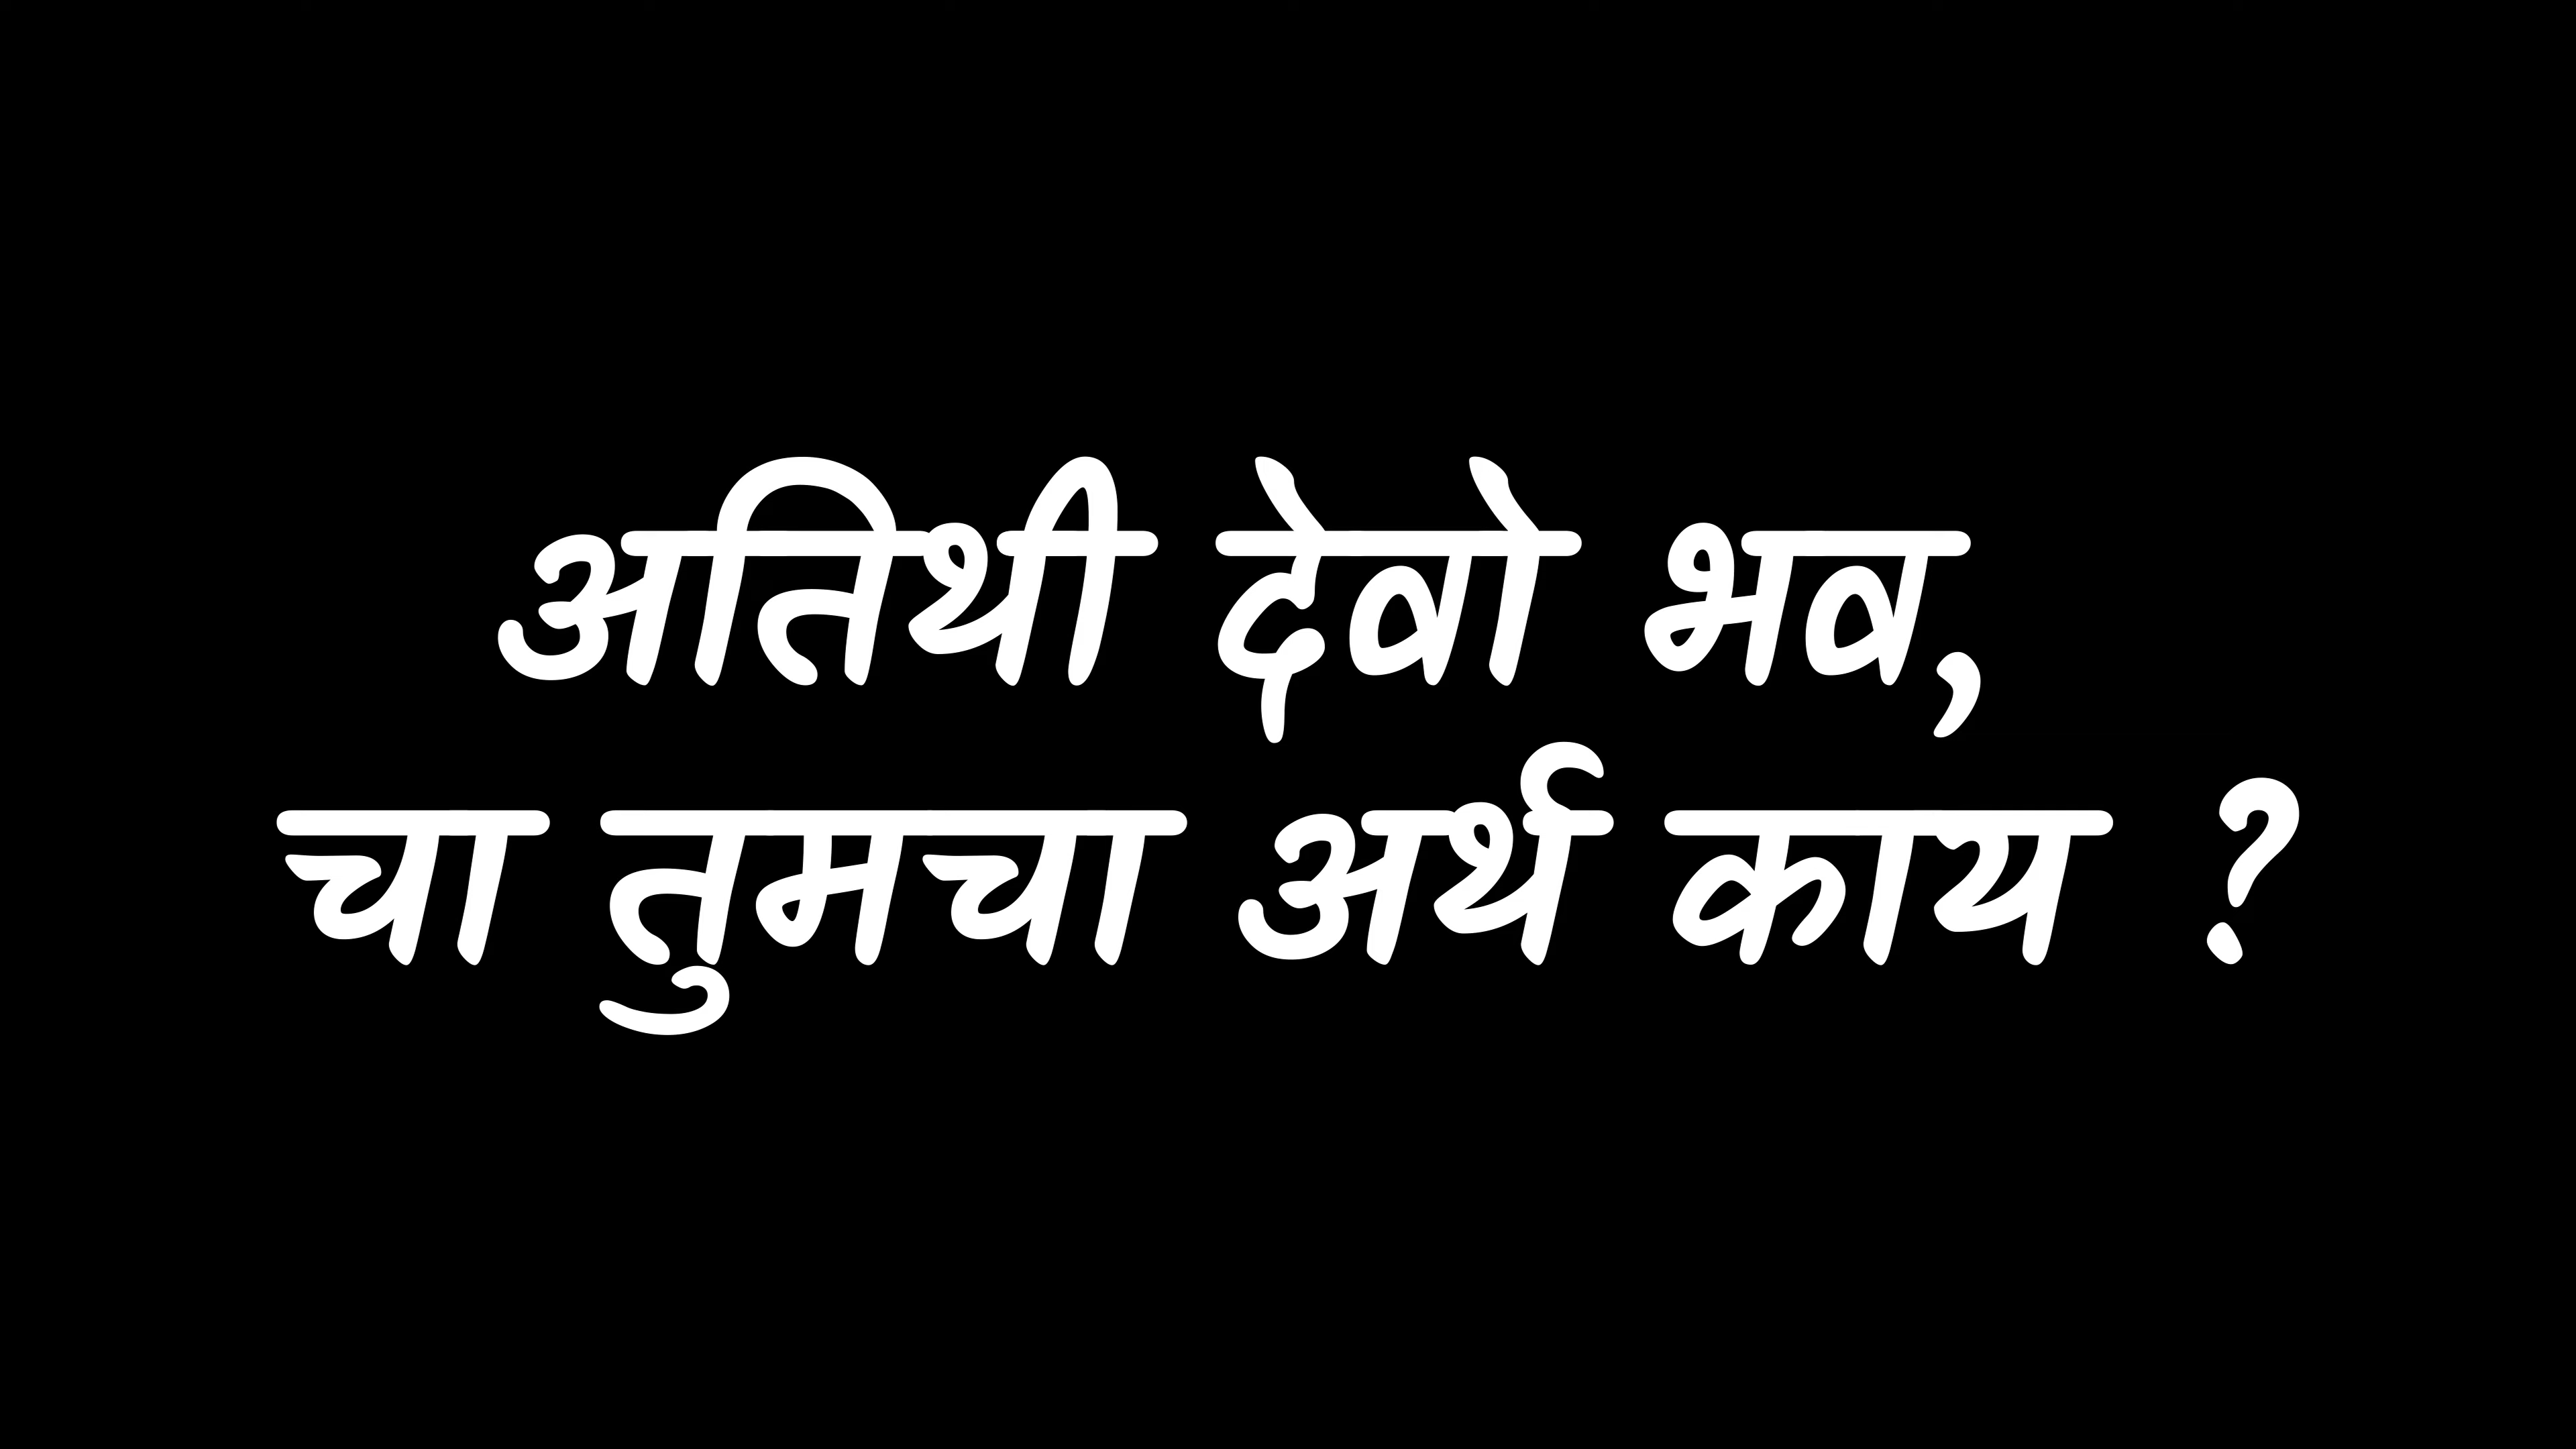 अतिथी देवो भव,
चा तुमचा अर्थ काय ?